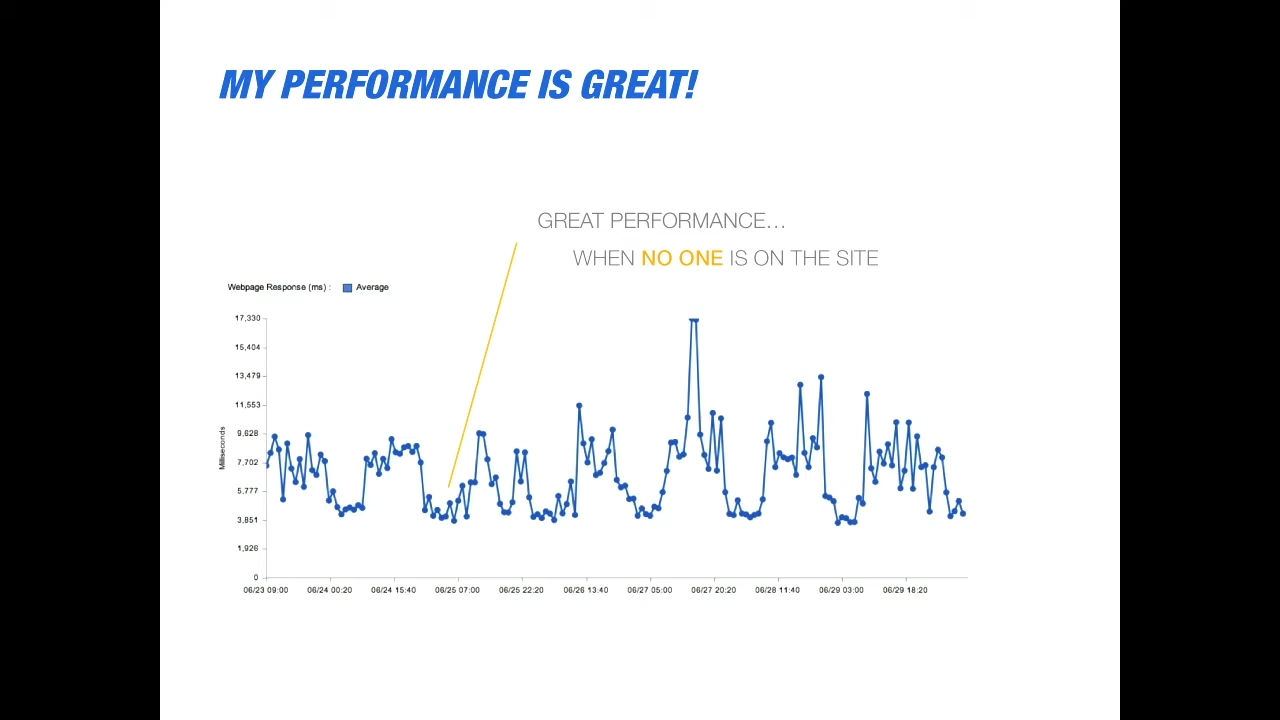 MY PERFORMANCE IS GREAT!
GREAT PERFORMANCE...
WHEN NO ONE IS ON THE SITE
Webpage Response (ms) : Average
17,330
15,404
13,479
11,553
9,628
7,702
5,777
3,851
1,926
0
Milliseconds
06/23 09:00 06/24 00:20 06/24 15:40 06/25 07:00 06/25 22:20 06/26 13:40 06/27 05:00 06/27 20:20 06/28 11:40 06/29 03:00 06/29 18:20